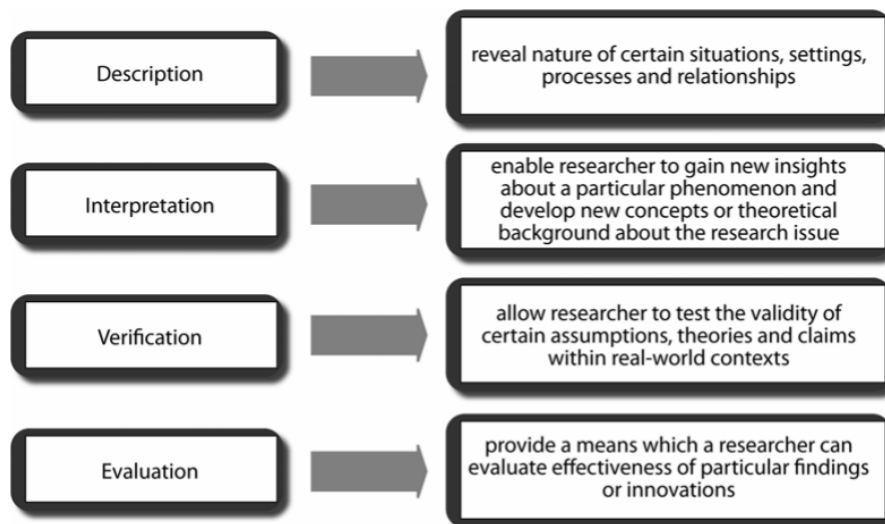 Description
reveal nature of certain situations, settings,
processes and relationships
Interpretation
enable researcher to gain new insights
about a particular phenomenon and
develop new concepts or theoretical
background about the research issue
Verification
allow researcher to test the validity of
certain assumptions, theories and claims
within real-world contexts
Evaluation
provide a means which a researcher can
evaluate effectiveness of particular findings
or innovations